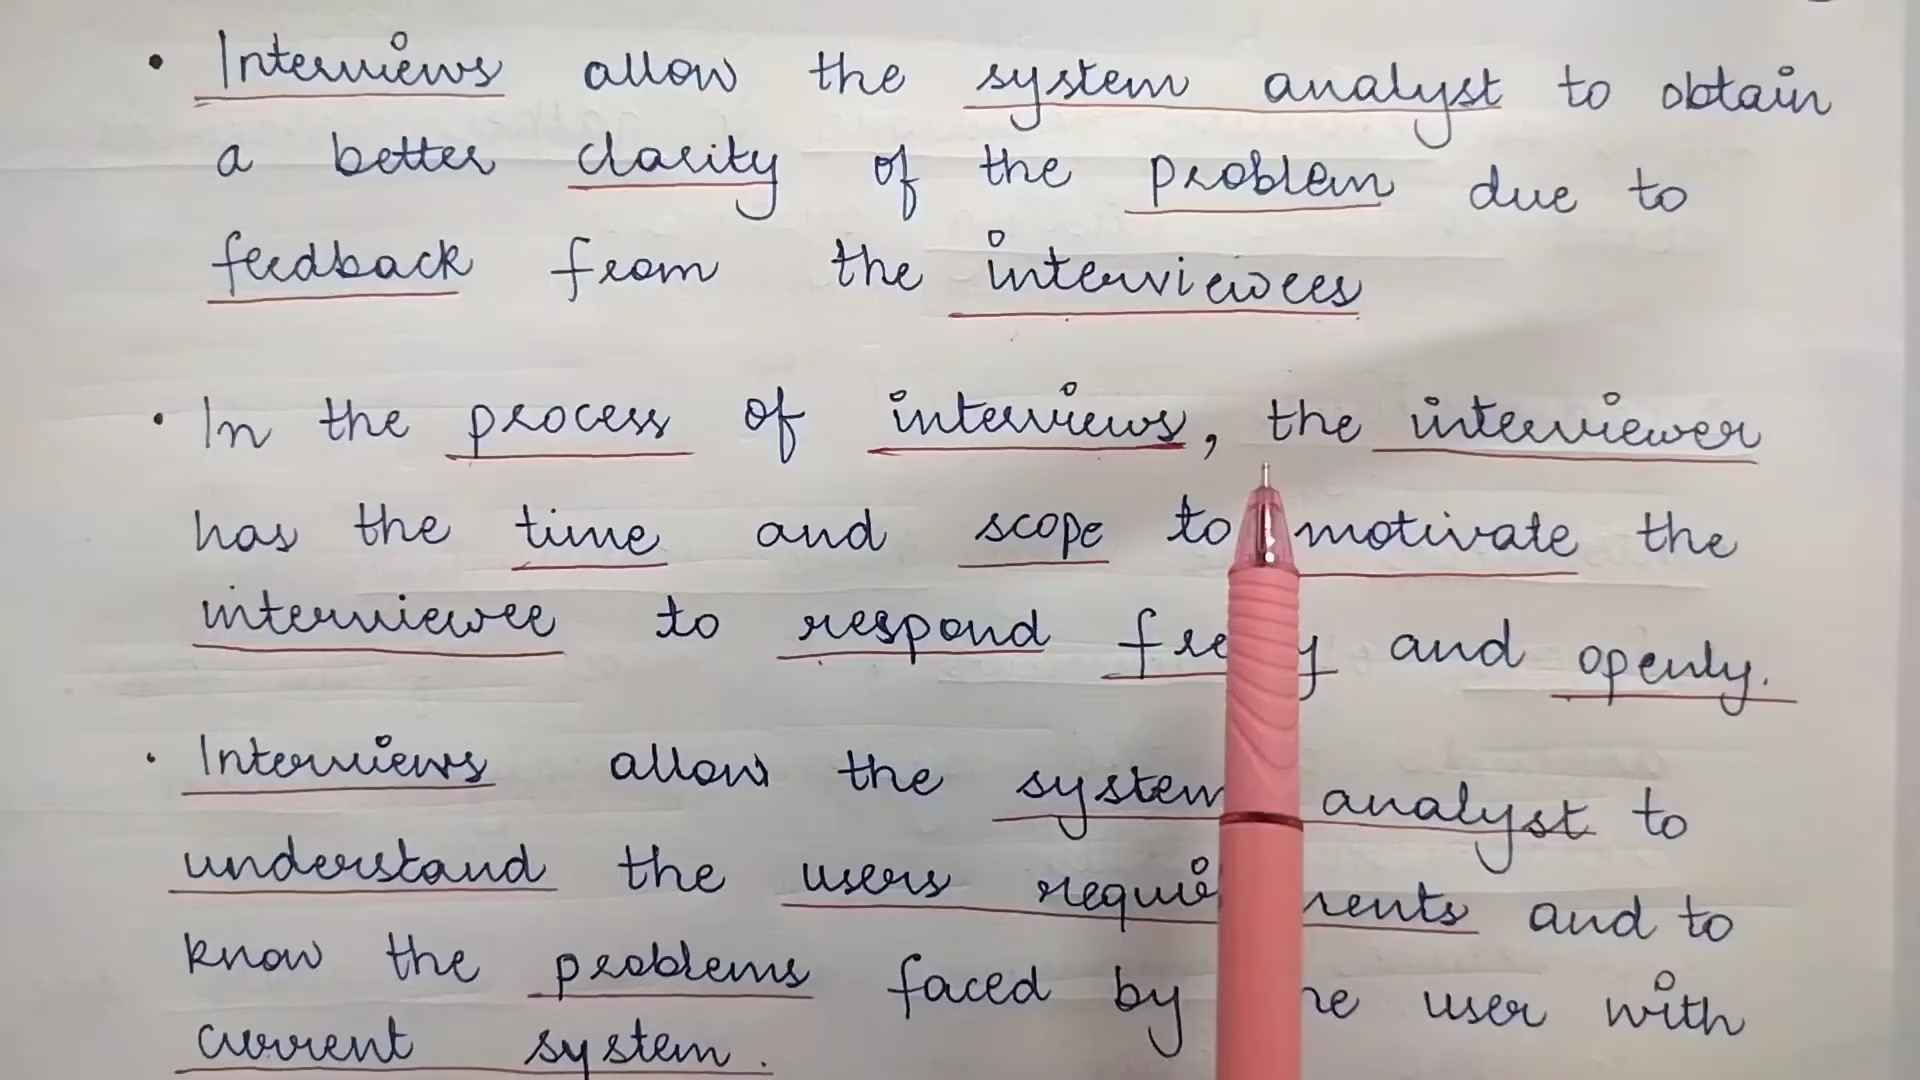 • Interviews allow the system analyst to obtain
a better clarity of the problem due to
feedback from the interviewees
• In the process of interviews, the interviewer
has the time and scope to motivate the
interviewee to respond and openly.
• Interviews allow the system analyst to
understand the users and to
know the problems faced by user with
current system.